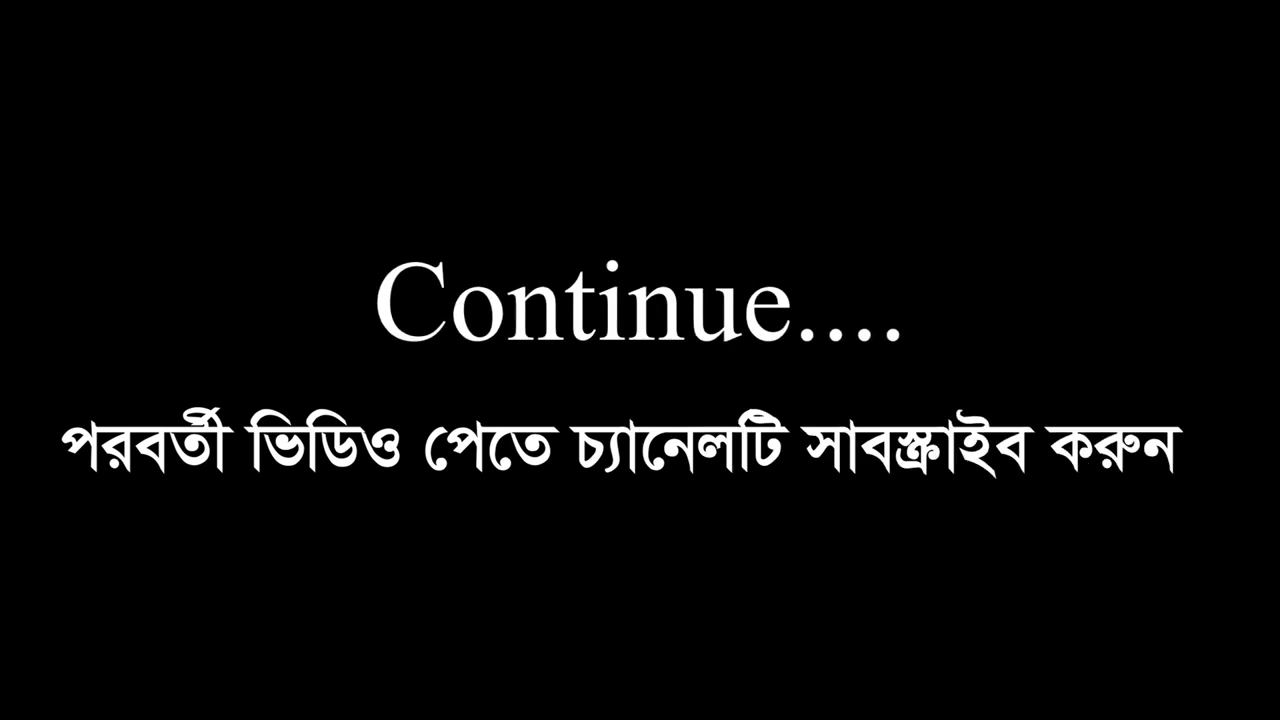 Continue....
পরবর্তী ভিডিও পেতে চ্যানেলটি সাবস্ক্রাইব করুন